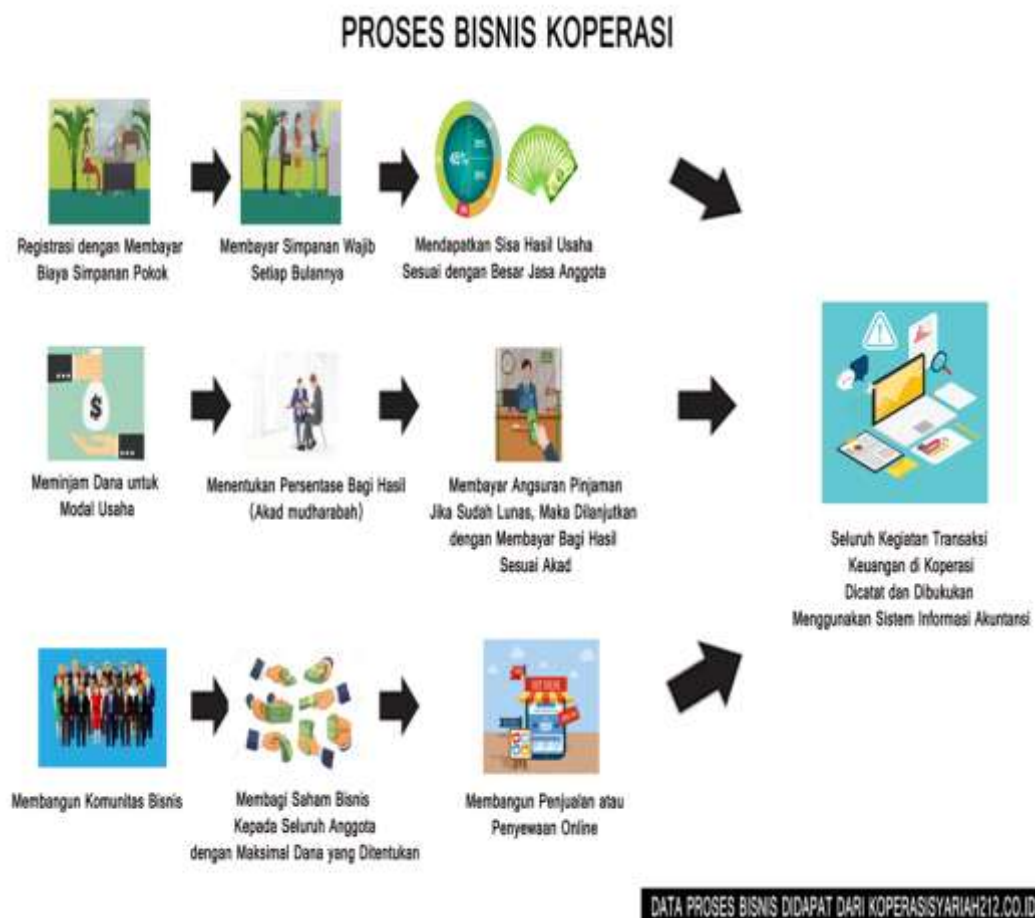 PROSES BISNIS KOPERASI
Registrasi dengan Membayar
Biaya Simpanan Pokok
Membayar Simpanan Wajib
Setiap Bulannya
48%
Mendapatkan Sisa Hasil Usaha
Sesuai dengan Besar Jasa Anggota
$
Meminjam Dana untuk
Modal Usaha
Menentukan Persentase Bagi Hasil
(Akad mudharabah)
Membayar Angsuran Pinjaman
Jika Sudah Lunas, Maka Dilanjutkan
dengan Membayar Bagi Hasil
Sesuai Akad
Seluruh Kegiatan Transaksi
Keuangan di Koperasi
Dicatat dan Dibukukan
Menggunakan Sistem Informasi Akuntansi
Membangun Komunitas Bisnis
Membagi Saham Bisnis
Kepada Seluruh Anggota
dengan Maksimal Dana yang Ditentukan
Membangun Penjualan atau
Penyewaan Online
DATA PROSES BISNIS DIDAPAT DARI KOPERASISYARIAH212.CO.ID